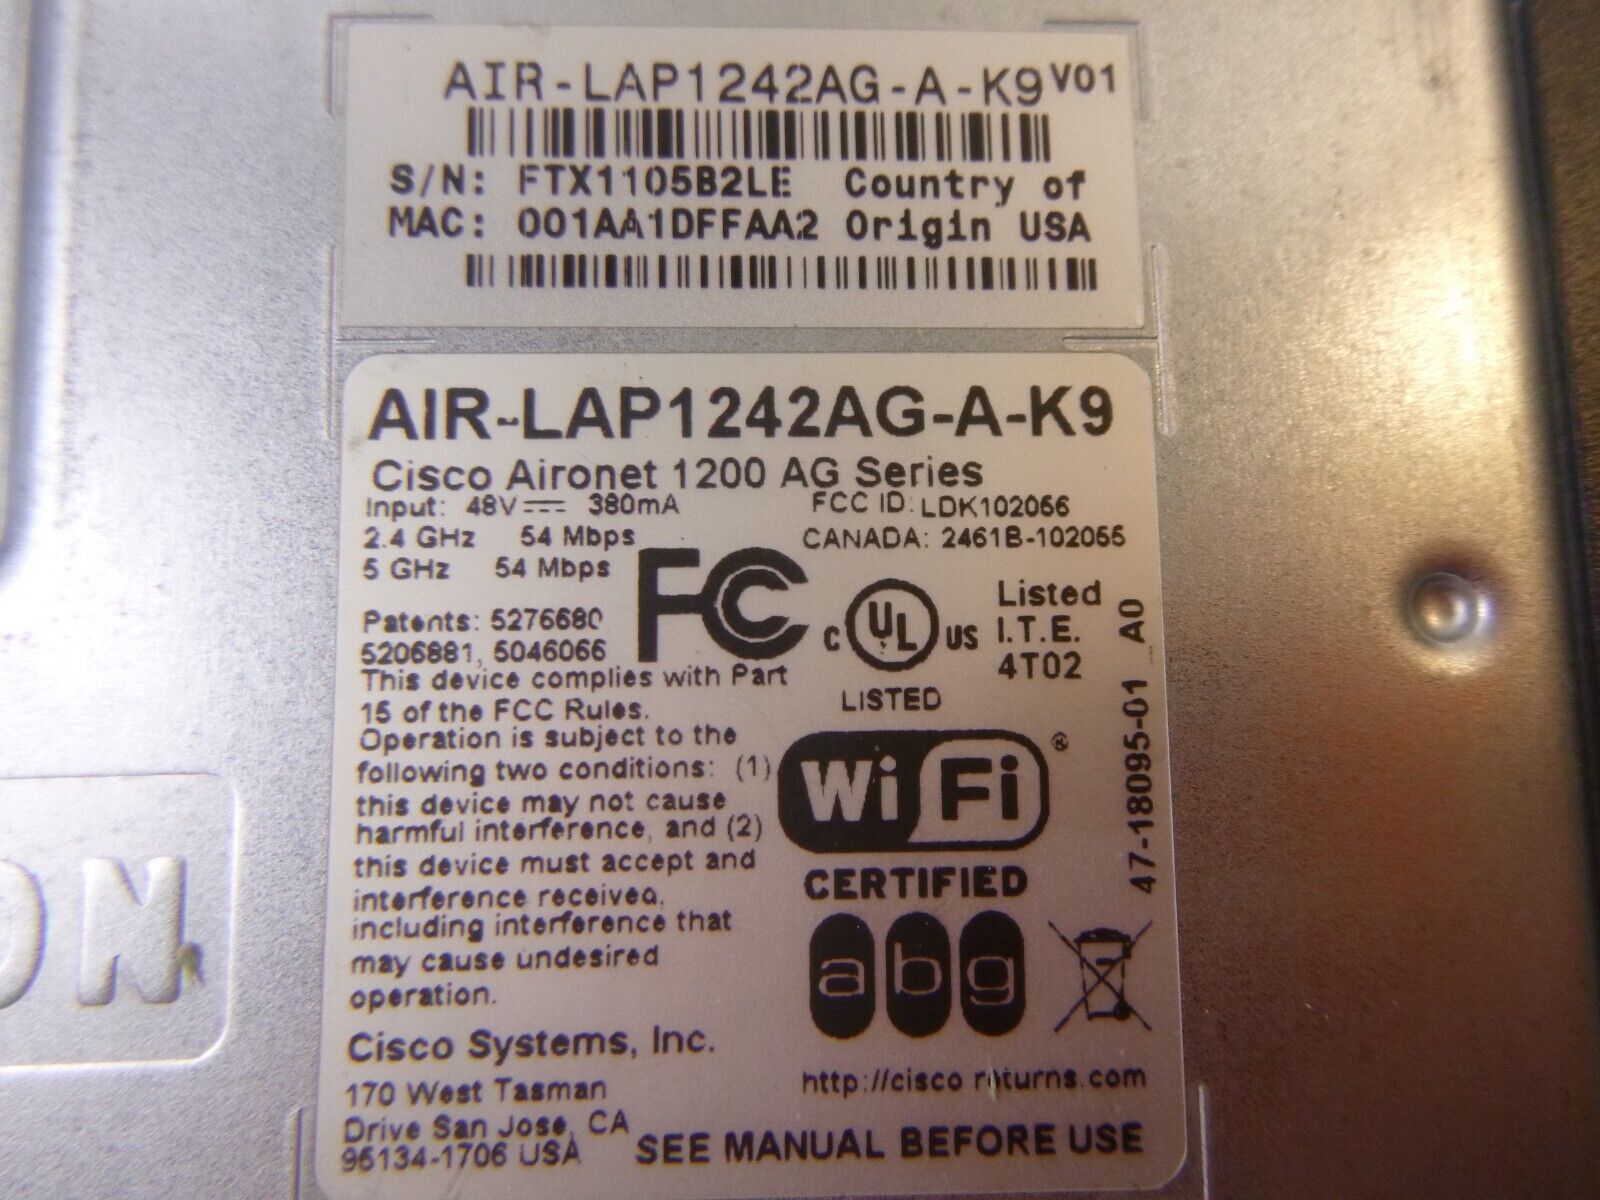 AIR-LAP1242AG-A-K9 V01
S/N: FTX1105B2LE Country of
MAC: 001AA1DFFAA2 Origin USA
AIR-LAP1242AG-A-K9
Cisco Aironet 1200 AG Series
Input: 48V 380mA FCC ID: LDK102056
2.4 GHz 54 Mbps CANADA: 2461B-102055
5 GHz 54 Mbps
FC
Patents: 5276680
5206881, 5046066
C UL US
LISTED
Listed
I.T.E.
4T02
47-18095-01 A0
This device complies with Part
15 of the FCC Rules.
Operation is subject to the
following two conditions: (1)
this device may not cause
harmful interference, and (2)
this device must accept and
interference received,
including interference that
may cause undesired
operation.
Wi Fi ®
CERTIFIED
a b g
Cisco Systems, Inc.
170 West Tasman
Drive San Jose, CA
95134-1706 USA
http://cisco returns.com
SEE MANUAL BEFORE USE
ON